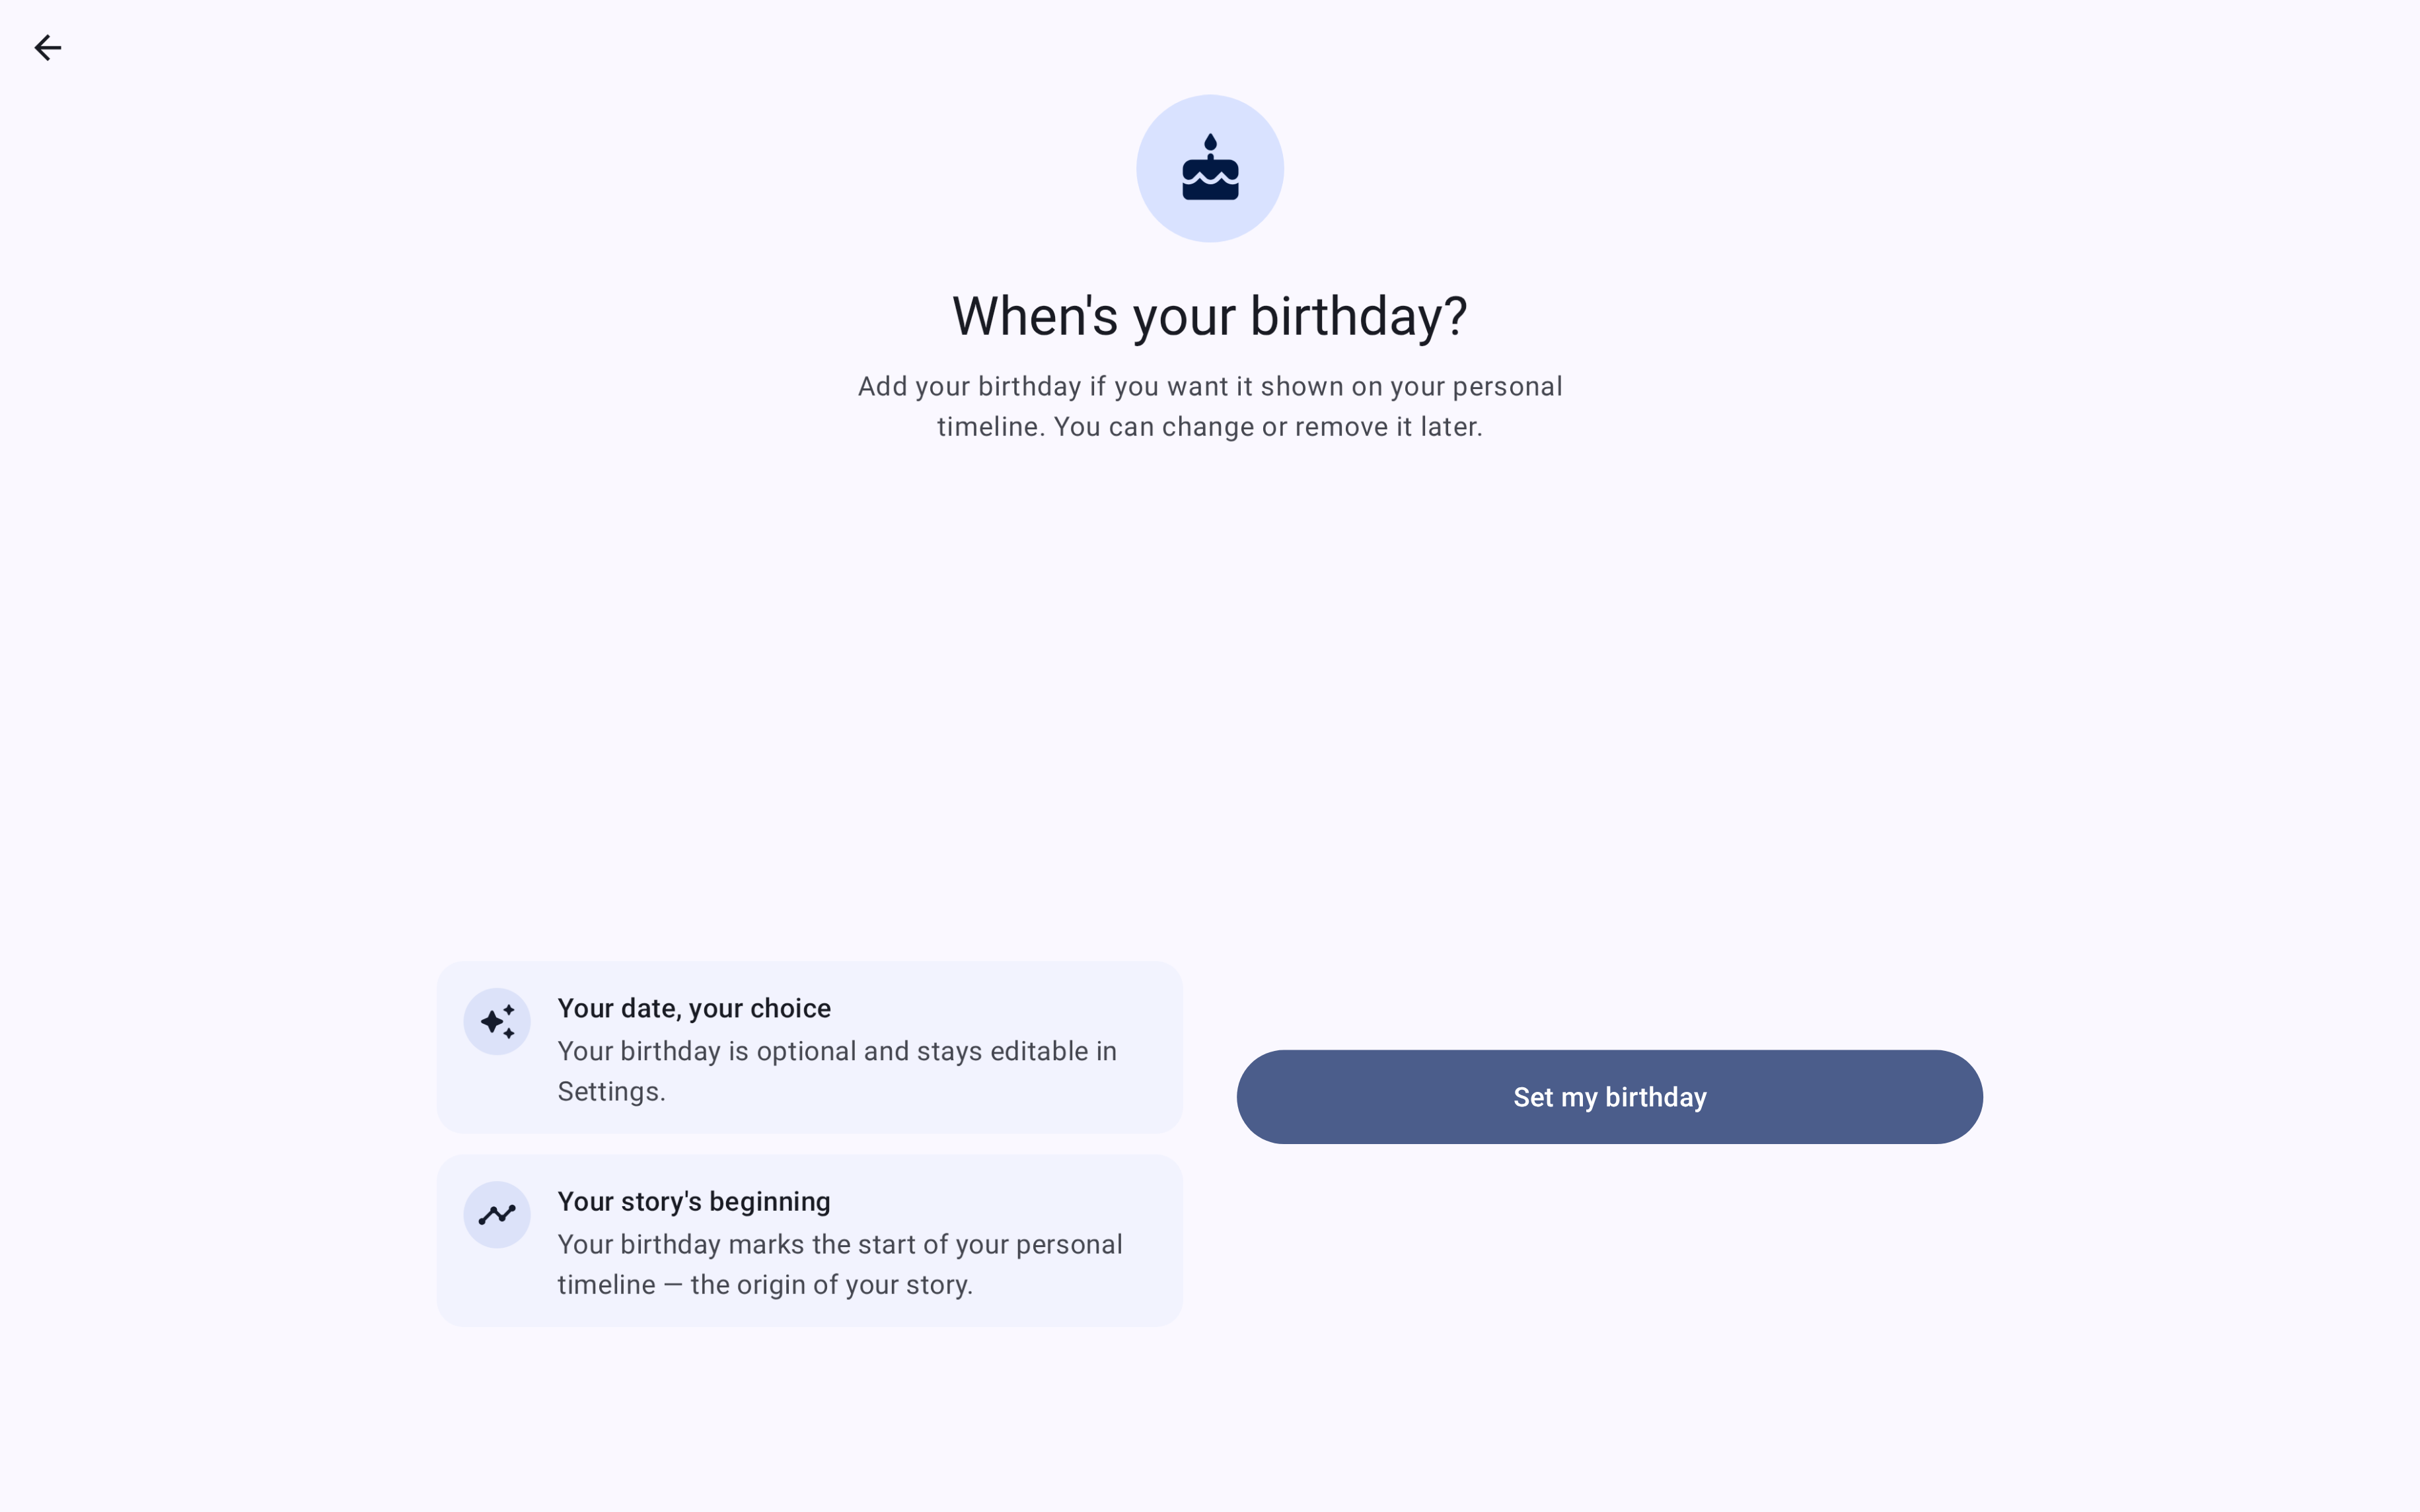 When's your birthday?
Add your birthday if you want it shown on your personal
timeline. You can change or remove it later.
Your date, your choice
Your birthday is optional and stays editable in
Settings.
Set my birthday
Your story's beginning
Your birthday marks the start of your personal
timeline — the origin of your story.